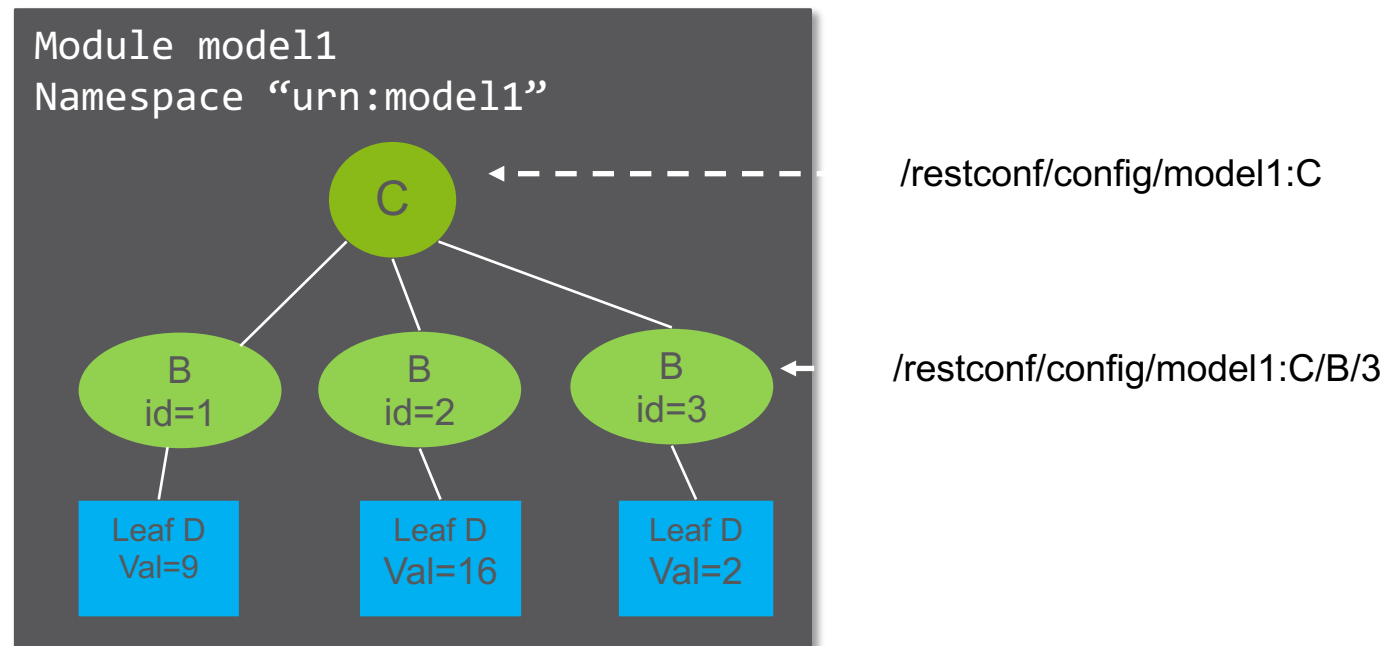 Module model1
Namespace “urn:model1”
C
/restconf/config/model1:C
B
id=1
B
id=2
B
id=3
/restconf/config/model1:C/B/3
Leaf D
Val=9
Leaf D
Val=16
Leaf D
Val=2